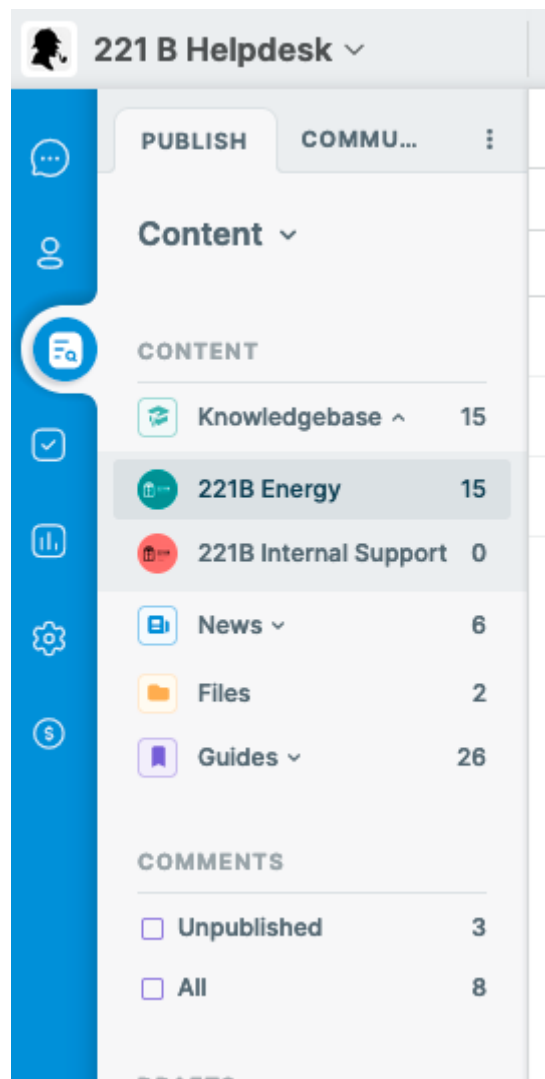 221 B Helpdesk
PUBLISH COMMU...
Content
CONTENT
Knowledgebase 15
221B Energy 15
221B Internal Support 0
News 6
Files 2
Guides 26
COMMENTS
Unpublished 3
All 8